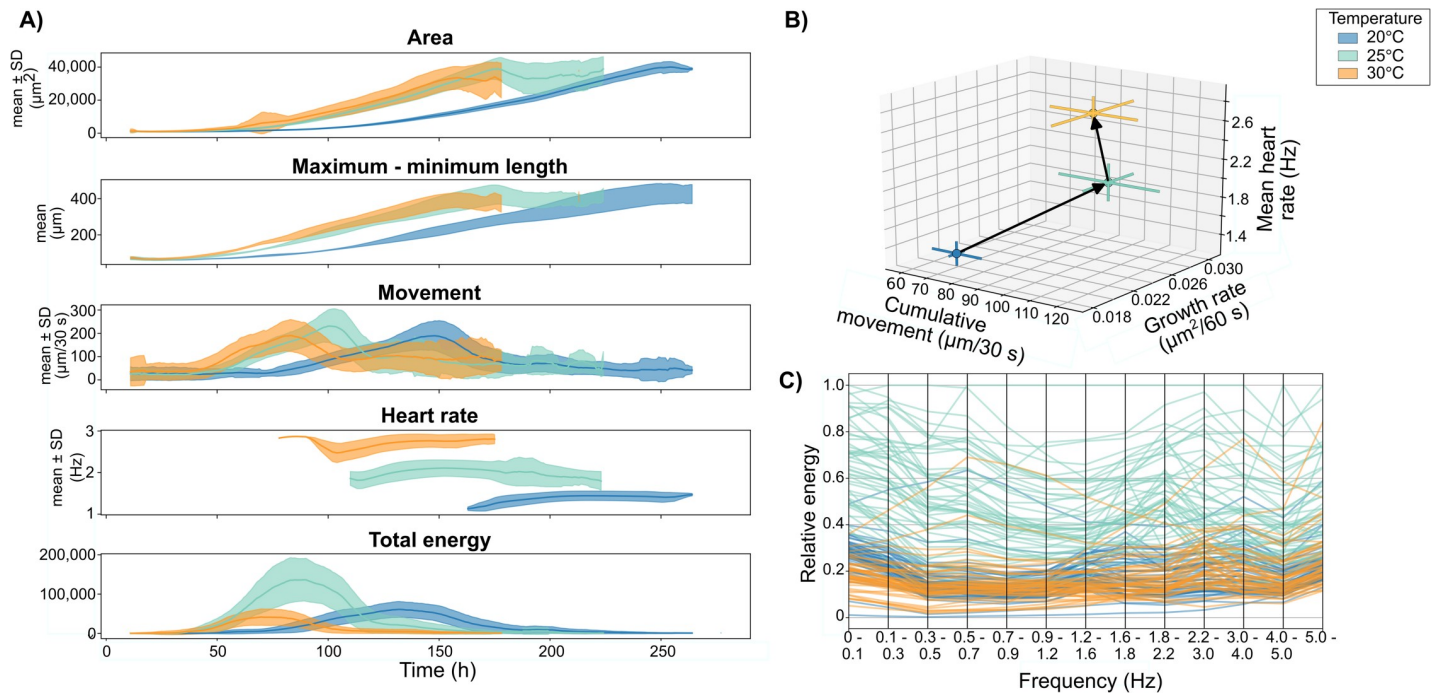 A)
Area
mean ± SD
(µm²)
40,000
20,000
0
Maximum - minimum length
mean
(µm)
400
200
Movement
mean ± SD
(µm/30 s)
300
200
100
0
Heart rate
mean ± SD
(Hz)
3
2
1
Total energy
200,000
100,000
0
0 50 100 150 200 250
Time (h)
B)
Temperature
20°C
25°C
30°C
2.6
2.2
1.8
1.4
Mean heart
rate (Hz)
60 70 80 90 100 110 120
Cumulative
movement (µm/30 s)
0.018 0.022 0.026 0.030
Growth rate
(µm²/60 s)
C)
Relative energy
1.0
0.8
0.6
0.4
0.2
0
0 - 0.1 - 0.3 - 0.5 - 0.7 - 0.9 - 1.2 - 1.6 - 1.8 - 2.2 - 3.0 - 4.0 - 5.0 -
0.1 0.3 0.5 0.7 0.9 1.2 1.6 1.8 2.2 3.0 4.0 5.0
Frequency (Hz)